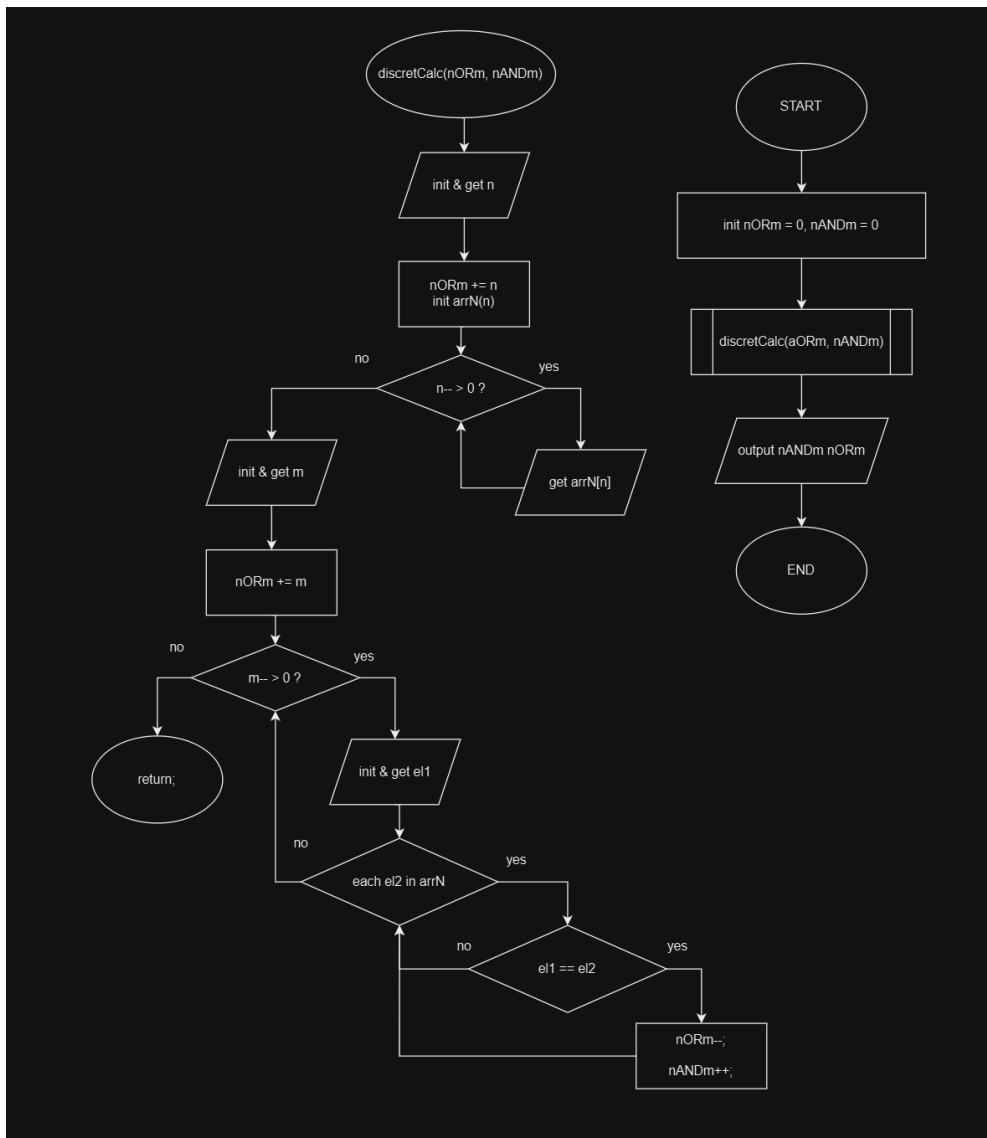 discretCalc(nORm, nANDm)
init & get n
nORm += n
init arrN(n)
no
yes
n-- > 0 ?
init & get m
get arrN[n]
nORm += m
no
yes
m-- > 0 ?
return;
init & get el1
no
yes
each el2 in arrN
no
yes
el1 == el2
nORm--;
nANDm++;
START
init nORm = 0, nANDm = 0
discretCalc(aORm, nANDm)
output nANDm nORm
END